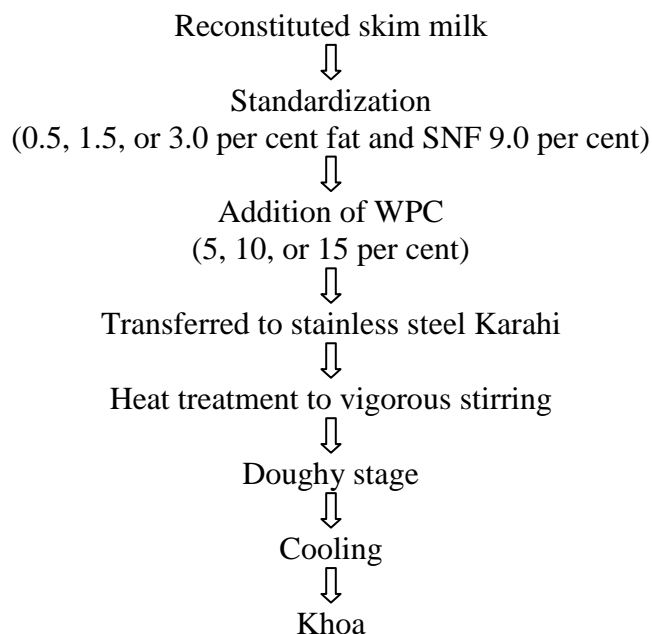 Reconstituted skim milk
Standardization
(0.5, 1.5, or 3.0 per cent fat and SNF 9.0 per cent)
Addition of WPC
(5, 10, or 15 per cent)
Transferred to stainless steel Karahi
Heat treatment to vigorous stirring
Doughy stage
Cooling
Khoa